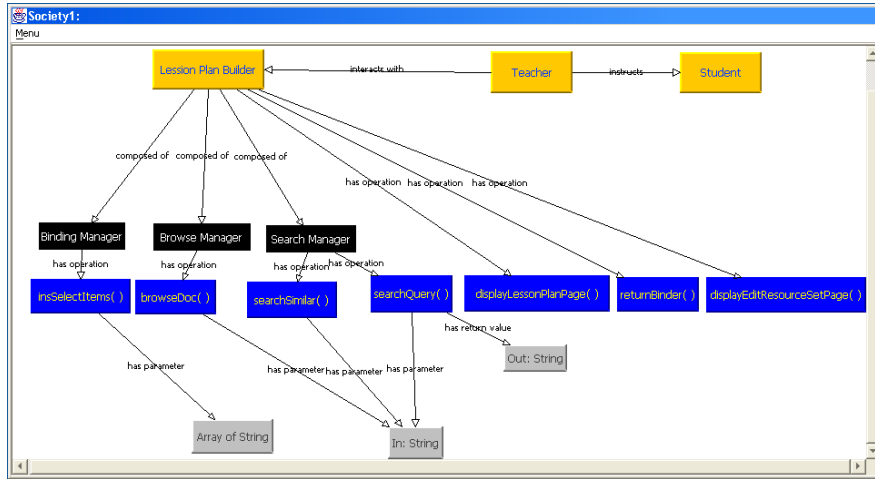 Society1:
Menu
Lession Plan Builder
interacts with
Teacher
instructs
Student
composed of
composed of
composed of
has operation
has operation
has operation
Binding Manager
Browse Manager
Search Manager
has operation
has operation
has operation
has operation
insSelectItems( )
browseDoc( )
searchSimilar( )
searchQuery( )
displayLessonPlanPage( )
returnBinder( )
displayEditResourceSetPage( )
has return value
Out: String
has parameter
has parameter
has parameter
has parameter
Array of String
In: String